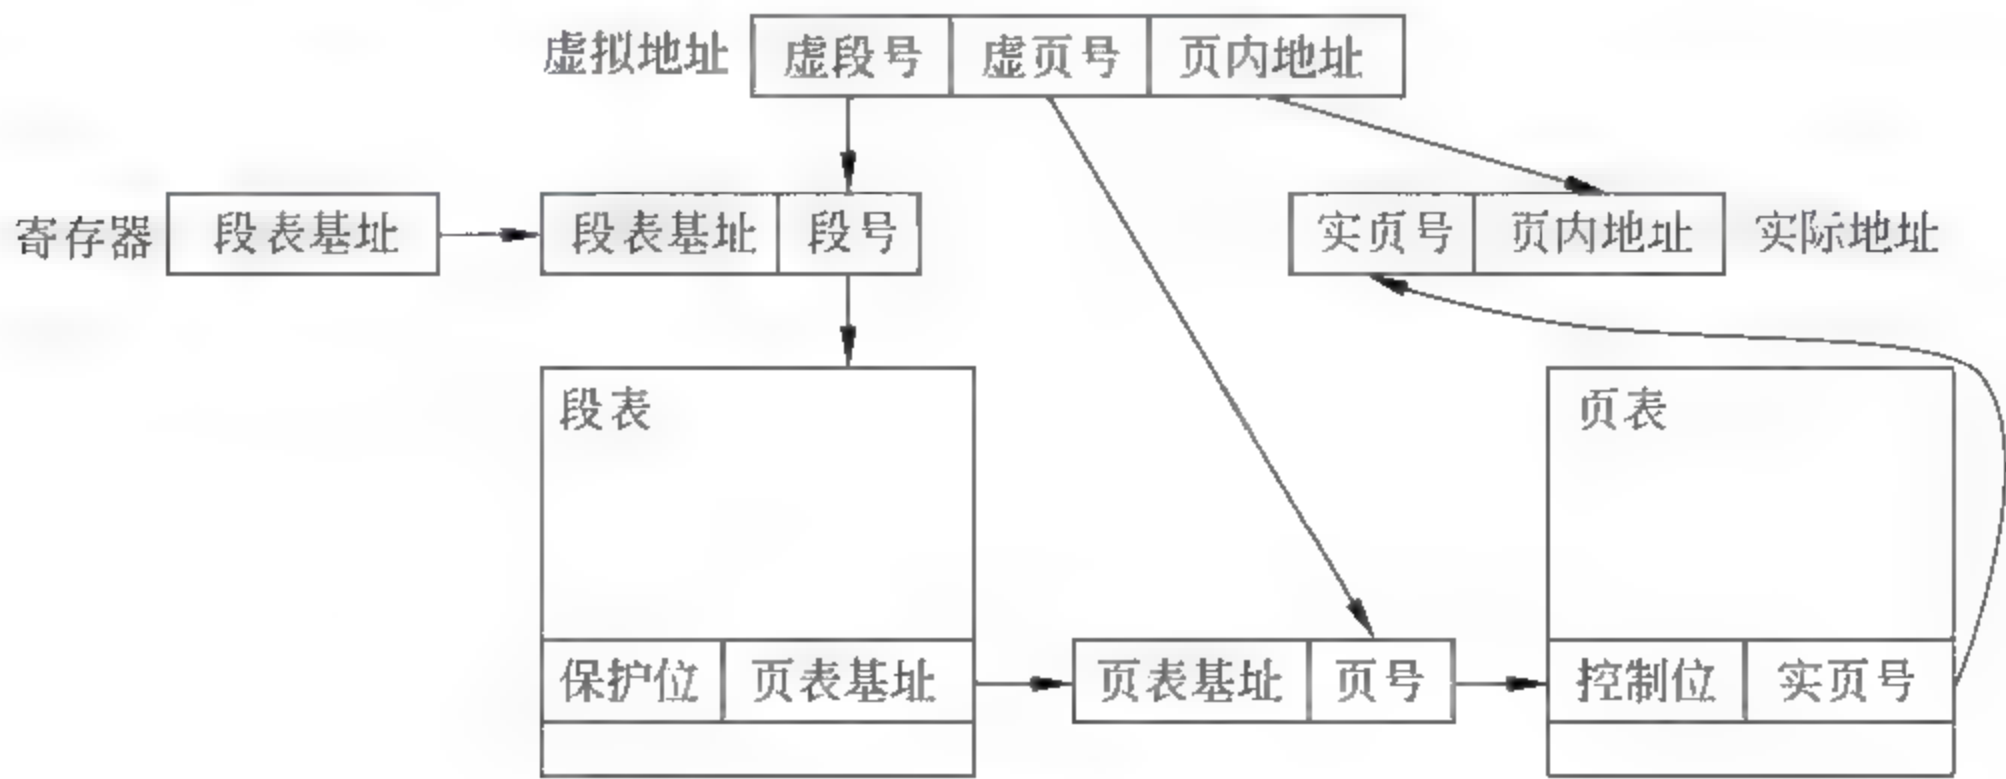 虚拟地址 虚段号 虚页号 页内地址
寄存器 段表基址 段表基址 段号 实页号 页内地址 实际地址
段表 页表
保护位 页表基址 页表基址 页号 控制位 实页号